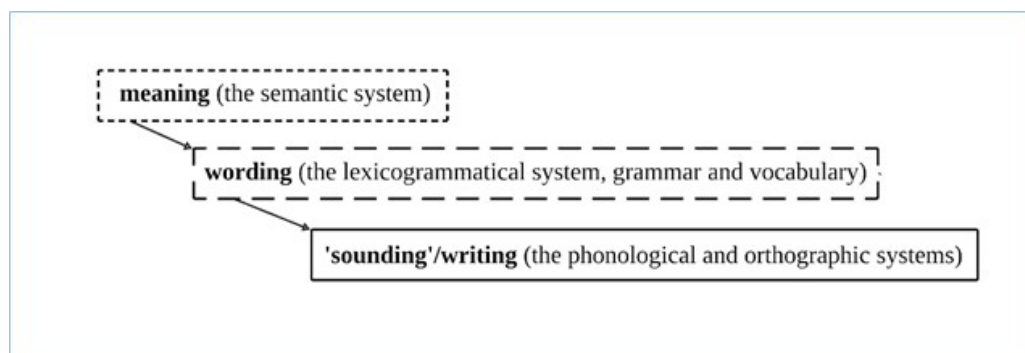 meaning (the semantic system)
wording (the lexicogrammatical system, grammar and vocabulary)
'sounding'/writing (the phonological and orthographic systems)